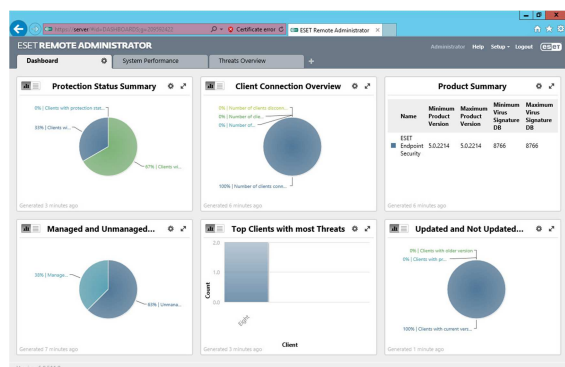 https://server
Certificate error
ESET Remote Administrator
ESET REMOTE ADMINISTRATOR
Administrator Help Setup Logout
eset
Dashboard
System Performance
Threats Overview
+
Protection Status Summary
0% | Clients with protection stat...
33% | Clients wi...
67% | Clients wi...
Generated 3 minutes ago
Client Connection Overview
0% | Number of clients disconn...
0% | Number of clie...
0% | Number of...
100% | Number of clients conn...
Generated 6 minutes ago
Product Summary
Name Minimum Product Version Maximum Product Version Minimum Virus Signature DB Maximum Virus Signature DB
ESET Endpoint Security 5.0.2214 5.0.2214 8766 8766
Generated 6 minutes ago
Managed and Unmanaged...
| Manage...
| Unmana...
Generated 7 minutes ago
Top Clients with most Threats
2.0
1.0
0.0
Count
Eight
Client
Generated 3 minutes ago
Updated and Not Updated...
0% | Clients with older version
0% | Clients with pr...
100% | Clients with current vers...
Generated 1 minute ago